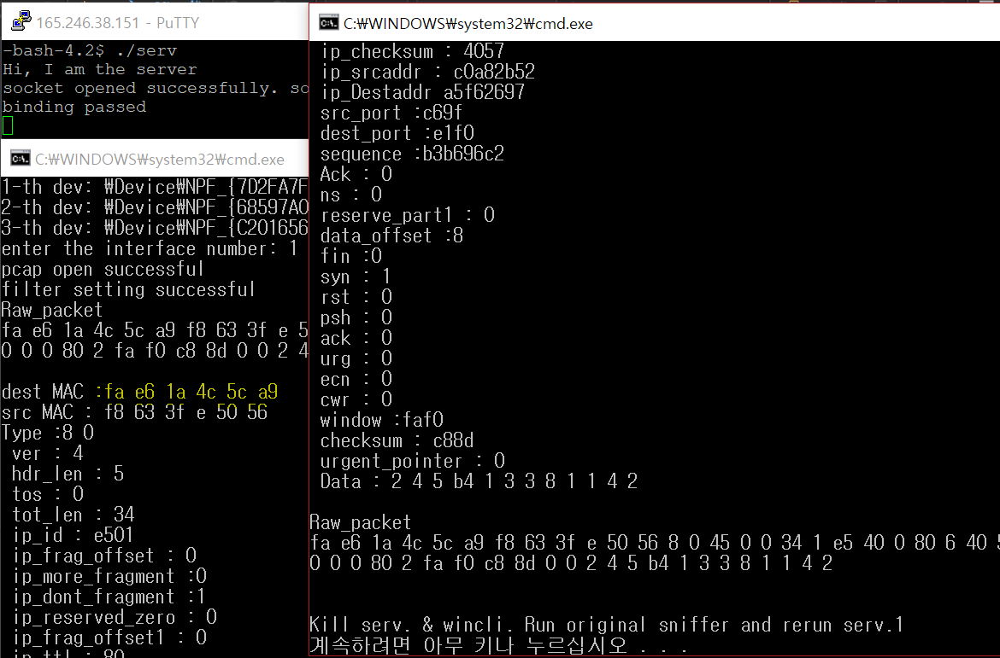 165.246.38.151 - PuTTY
-bash-4.2$ ./serv
Hi, I am the server
socket opened successfully. so
binding passed
C:₩WINDOWS₩system32₩cmd.exe
1-th dev: ₩Device₩NPF_{7D2FA7F
2-th dev: ₩Device₩NPF_{68597A0
3-th dev: ₩Device₩NPF_{C201656
enter the interface number: 1
pcap open successful
filter setting successful
Raw_packet
fa e6 1a 4c 5c a9 f8 63 3f e 5
0 0 0 80 2 fa f0 c8 8d 0 0 2 4
dest MAC :fa e6 1a 4c 5c a9
src MAC : f8 63 3f e 50 56
Type :8 0
ver : 4
hdr_len : 5
tos : 0
tot_len : 34
ip_id : e501
ip_frag_offset : 0
ip_more_fragment :0
ip_dont_fragment :1
ip_reserved_zero : 0
ip_frag_offset1 : 0
ip_ttl : 80
C:₩WINDOWS₩system32₩cmd.exe
ip_checksum : 4057
ip_srcaddr : c0a82b52
ip_Destaddr a5f62697
src_port :c69f
dest_port :e1f0
sequence :b3b696c2
Ack : 0
ns : 0
reserve_part1 : 0
data_offset :8
fin :0
syn : 1
rst : 0
psh : 0
ack : 0
urg : 0
ecn : 0
cwr : 0
window :faf0
checksum : c88d
urgent_pointer : 0
Data : 2 4 5 b4 1 3 3 8 1 1 4 2
Raw_packet
fa e6 1a 4c 5c a9 f8 63 3f e 50 56 8 0 45 0 0 34 1 e5 40 0 80 6 40 5
0 0 0 80 2 fa f0 c8 8d 0 0 2 4 5 b4 1 3 3 8 1 1 4 2
Kill serv. & wincli. Run original sniffer and rerun serv.1
계속하려면 아무 키나 누르십시오 . . .